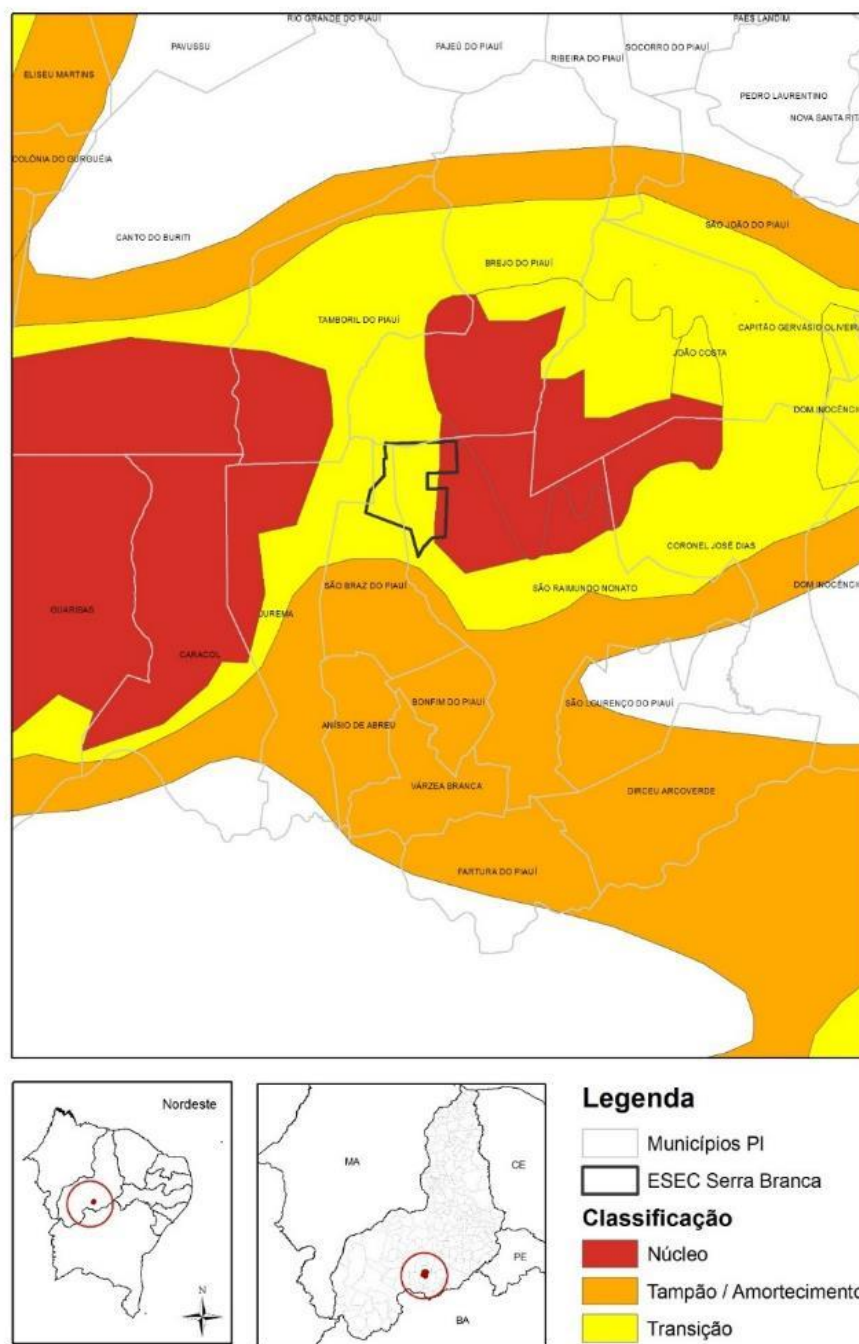 RIO GRANDE DO PIAUÍ
PAES LANDIM
PAVUSSU
PAJEÚ DO PIAUÍ
SOCORRO DO PIAUÍ
RIBEIRA DO PIAUÍ
ELISEU MARTINS
PEDRO LAURENTINO
NOVA SANTA RITA
COLÔNIA DO GURGUÉIA
SÃO JOÃO DO PIAUÍ
CANTO DO BURITI
BREJO DO PIAUÍ
TAMBORIL DO PIAUÍ
CAPITÃO GERVÁSIO OLIVEIRA
JOÃO COSTA
DOM INOCÊNCIO
CORONEL JOSÉ DIAS
SÃO BRAZ DO PIAUÍ
SÃO RAIMUNDO NONATO
DOM INOCÊNCIO
GUARIBAS
JUREMA
CARACOL
BONFIM DO PIAUÍ
SÃO LOURENÇO DO PIAUÍ
ANÍSIO DE ABREU
VÁRZEA BRANCA
DIRCEU ARCOVERDE
FARTURA DO PIAUÍ
Nordeste
N
MA
CE
PE
BA
Legenda
Municípios PI
ESEC Serra Branca
Classificação
Núcleo
Tampão / Amortecimento
Transição